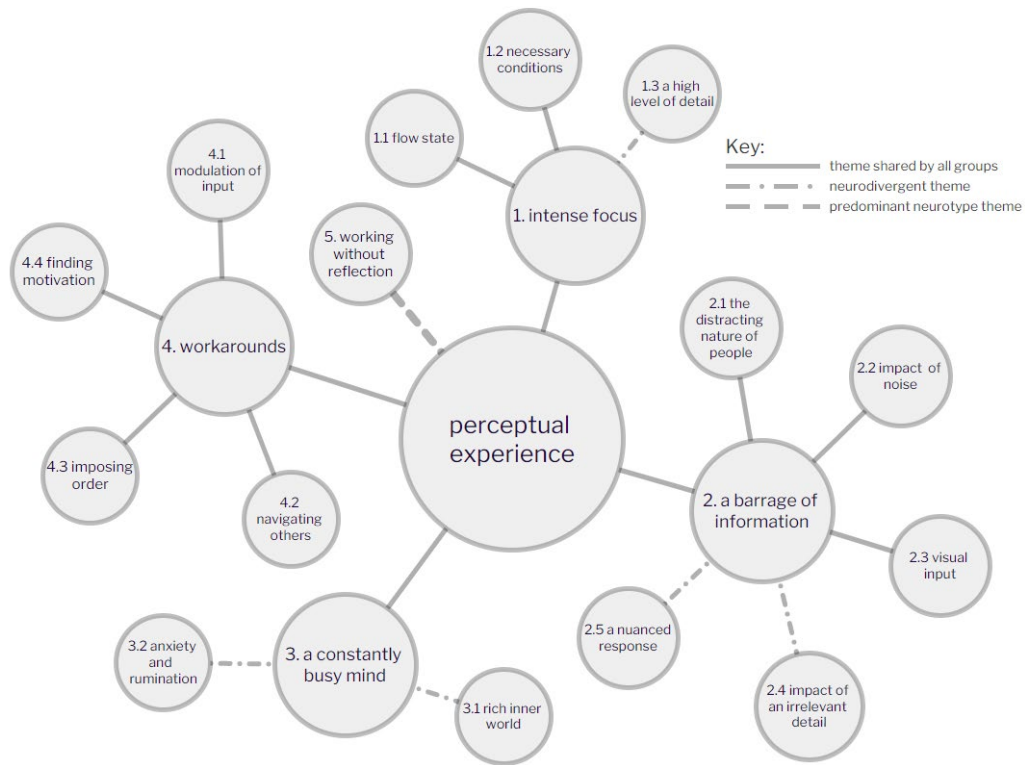 perceptual
experience
1. intense focus
1.1 flow state
1.2 necessary
conditions
1.3 a high
level of detail
Key:
theme shared by all groups
neurodivergent theme
predominant neurotype theme
2. a barrage of
information
2.1 the
distracting
nature of
people
2.2 impact of
noise
2.3 visual
input
2.4 impact of
an irrelevant
detail
2.5 a nuanced
response
3. a constantly
busy mind
3.1 rich inner
world
3.2 anxiety
and
rumination
4. workarounds
4.1
modulation of
input
4.2
navigating
others
4.3 imposing
order
4.4 finding
motivation
5. working
without
reflection